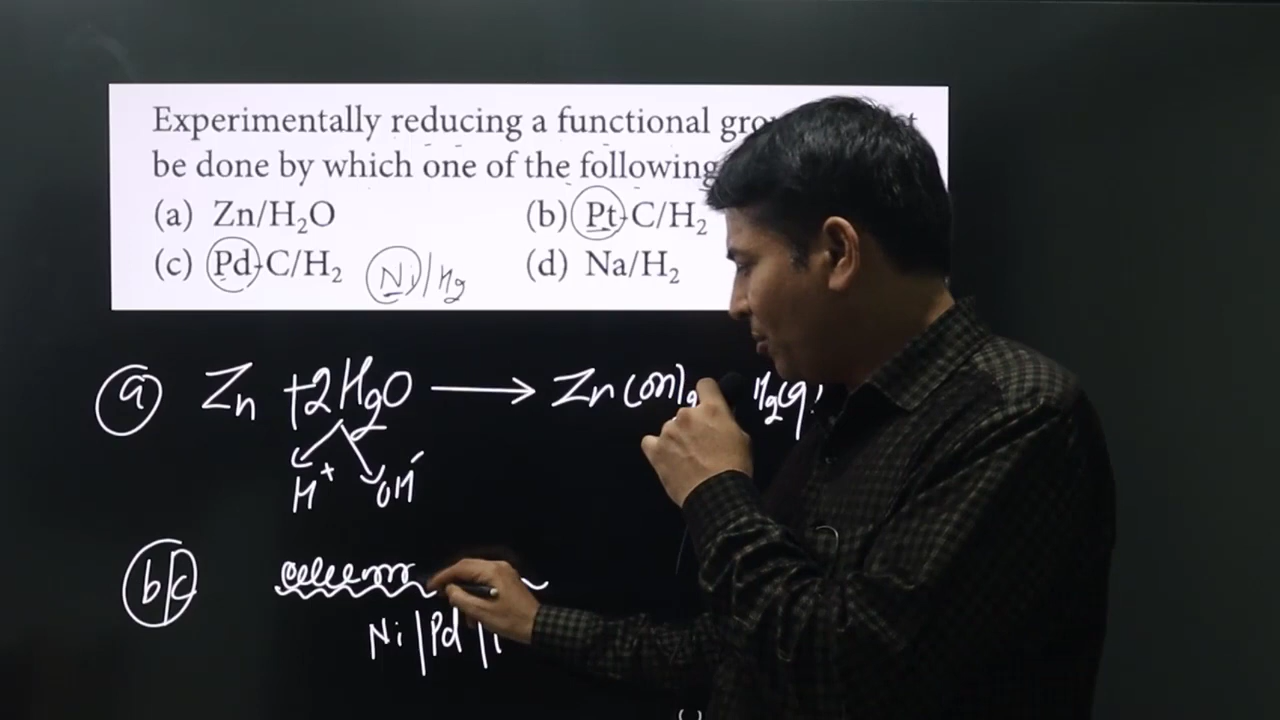 Experimentally reducing a functional
be done by which one of the following
(a) Zn/H₂O (b) Pt-C/H₂
(c) Pd-C/H₂ Ni/H₂ (d) Na/H₂
(a) Zn + 2H₂O ⟶ Zn(OH)₂ H₂(g)
H⁺ OH⁻
(b/c)
Ni / Pd /